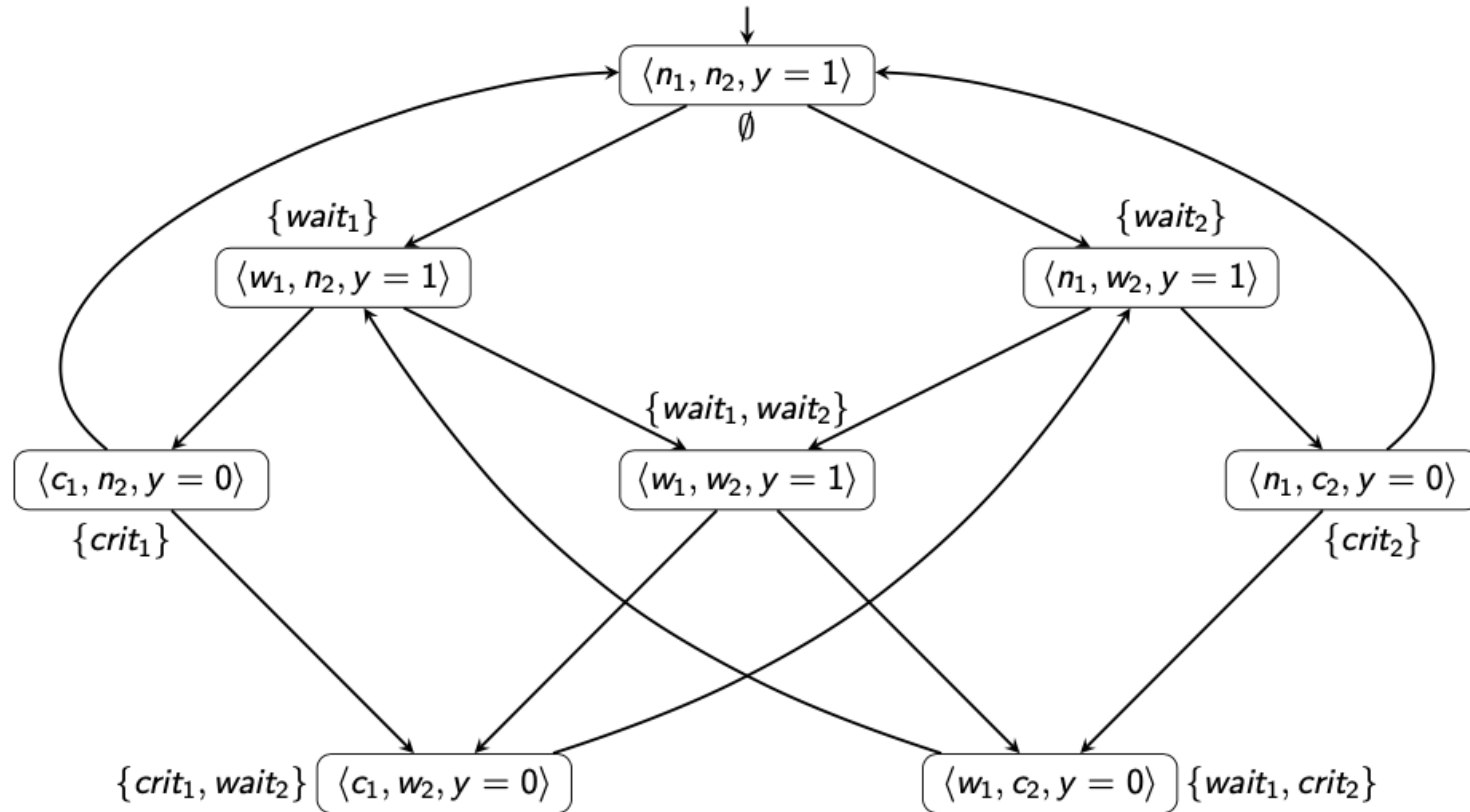 ⟨n₁, n₂, y = 1⟩
∅
{wait₁} {wait₂}
⟨w₁, n₂, y = 1⟩ ⟨n₁, w₂, y = 1⟩
{wait₁, wait₂}
⟨c₁, n₂, y = 0⟩ ⟨w₁, w₂, y = 1⟩ ⟨n₁, c₂, y = 0⟩
{crit₁} {crit₂}
{crit₁, wait₂} ⟨c₁, w₂, y = 0⟩ ⟨w₁, c₂, y = 0⟩ {wait₁, crit₂}